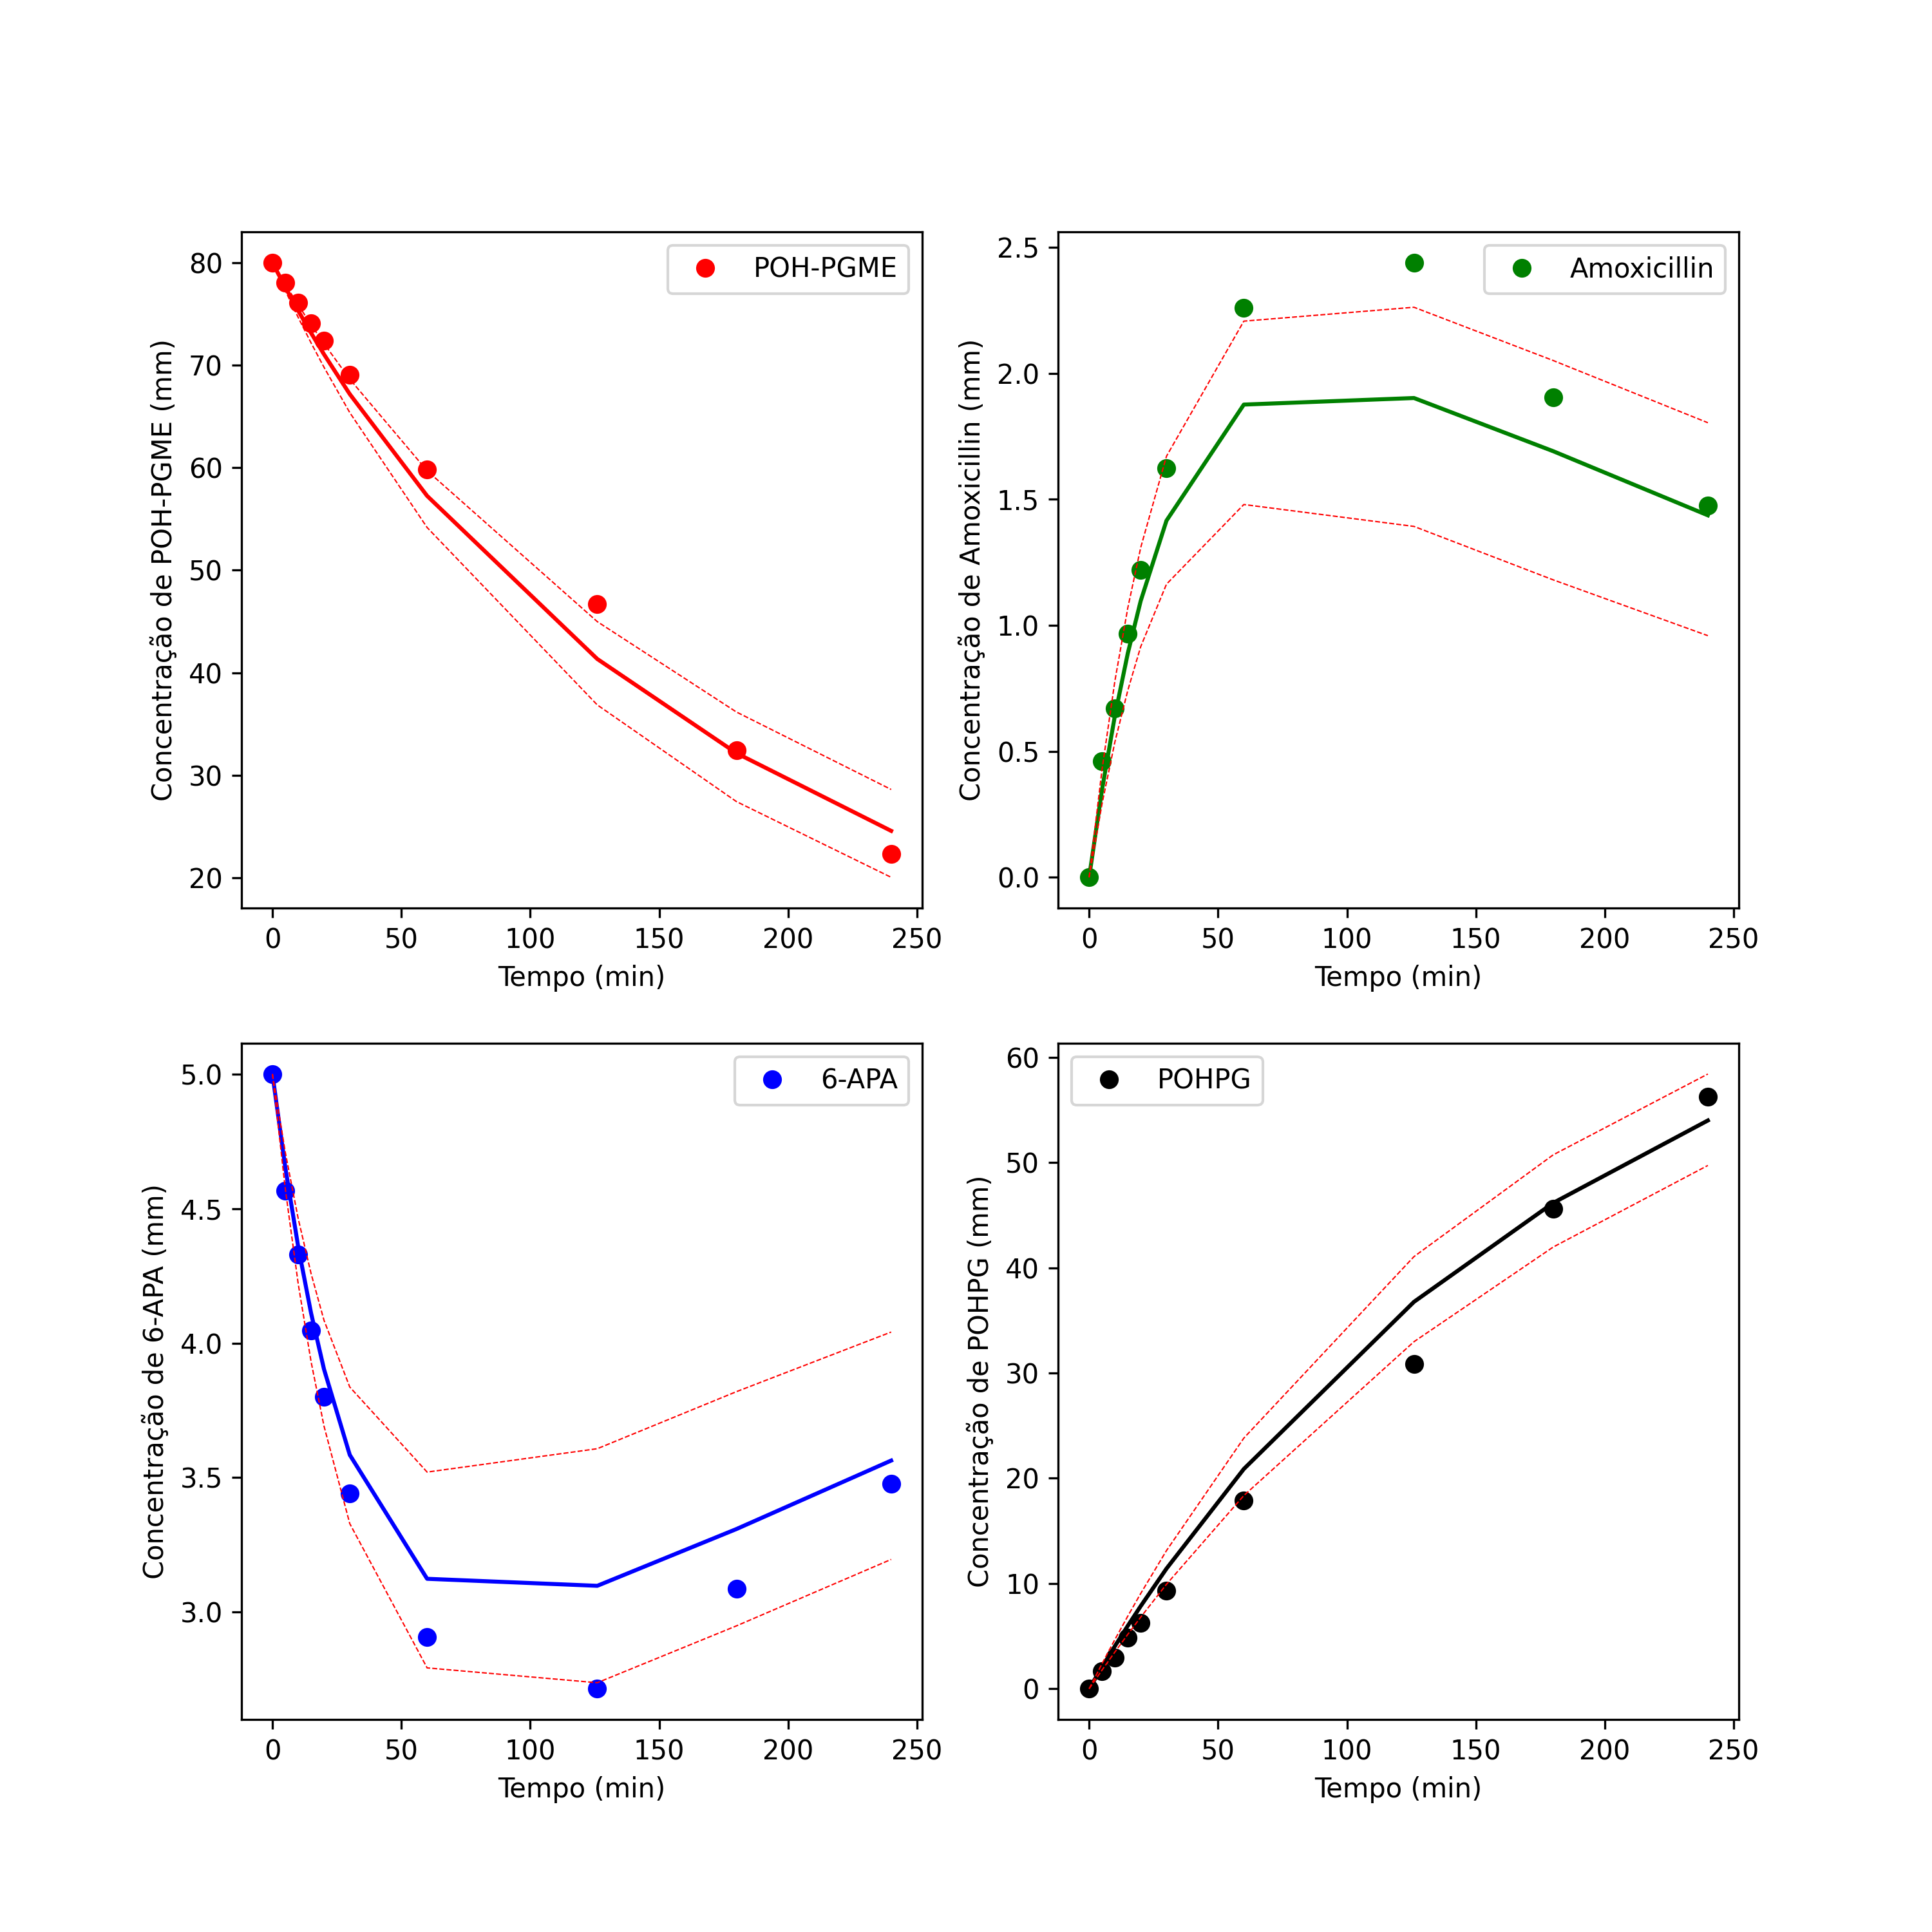 POH-PGME
Concentração de POH-PGME (mm)
80
70
60
50
40
30
20
0 50 100 150 200 250
Tempo (min)
Amoxicillin
Concentração de Amoxicillin (mm)
2.5
2.0
1.5
1.0
0.5
0.0
0 50 100 150 200 250
Tempo (min)
6-APA
Concentração de 6-APA (mm)
5.0
4.5
4.0
3.5
3.0
0 50 100 150 200 250
Tempo (min)
POHPG
Concentração de POHPG (mm)
60
50
40
30
20
10
0
0 50 100 150 200 250
Tempo (min)